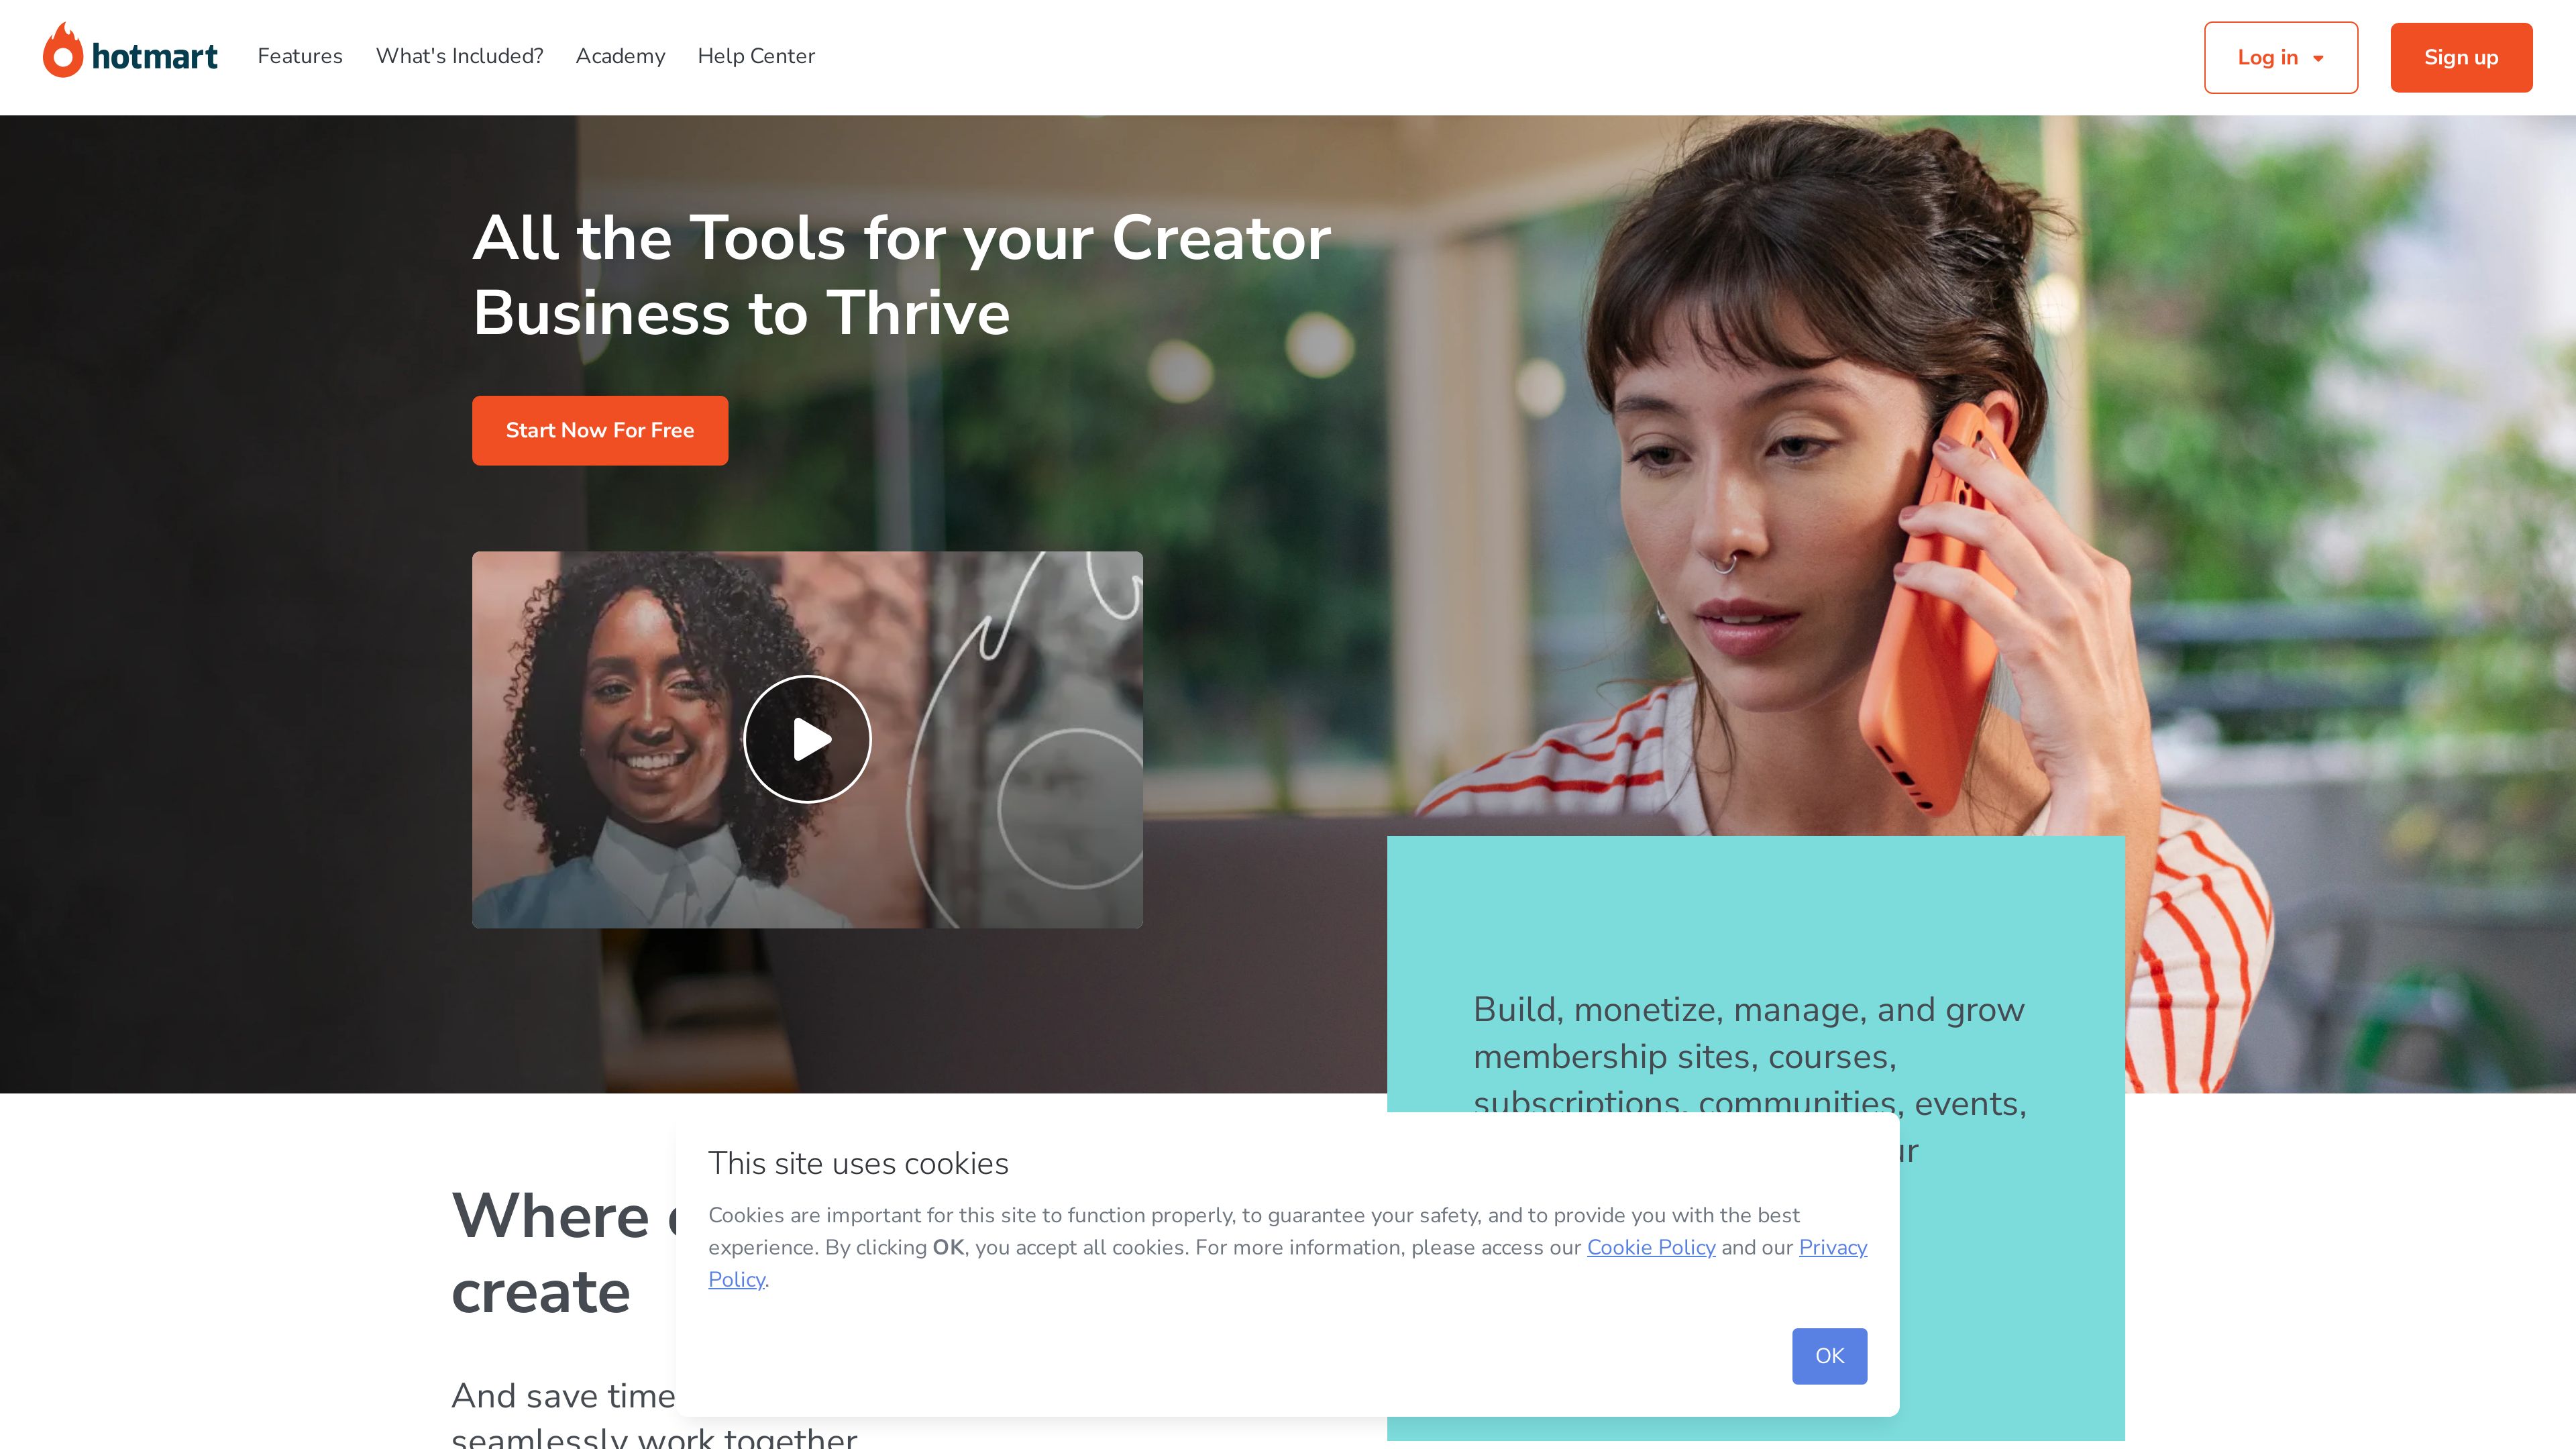 hotmart
Features
What's Included?
Academy
Help Center
Log in
Sign up
All the Tools for your Creator
Business to Thrive
Start Now For Free
Build, monetize, manage, and grow
membership sites, courses,
subscriptions, communities, events,
Where
create
And save time
seamlessly work together
This site uses cookies
Cookies are important for this site to function properly, to guarantee your safety, and to provide you with the best
experience. By clicking OK, you accept all cookies. For more information, please access our Cookie Policy and our Privacy
Policy.
OK